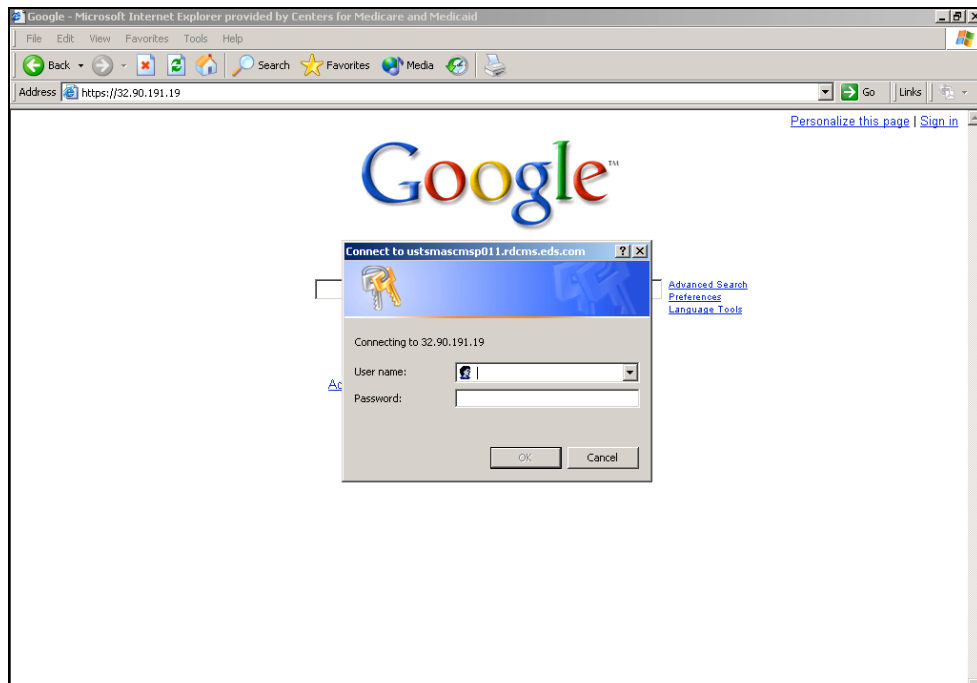 Google - Microsoft Internet Explorer provided by Centers for Medicare and Medicaid
File Edit View Favorites Tools Help
Back Search Favorites Media
Address https://32.90.191.19 Go Links
Personalize this page | Sign in
Google™
Connect to ustsmascmsp011.rdcms.eds.com
Advanced Search
Preferences
Language Tools
Connecting to 32.90.191.19
User name:
Ad
Password:
OK Cancel